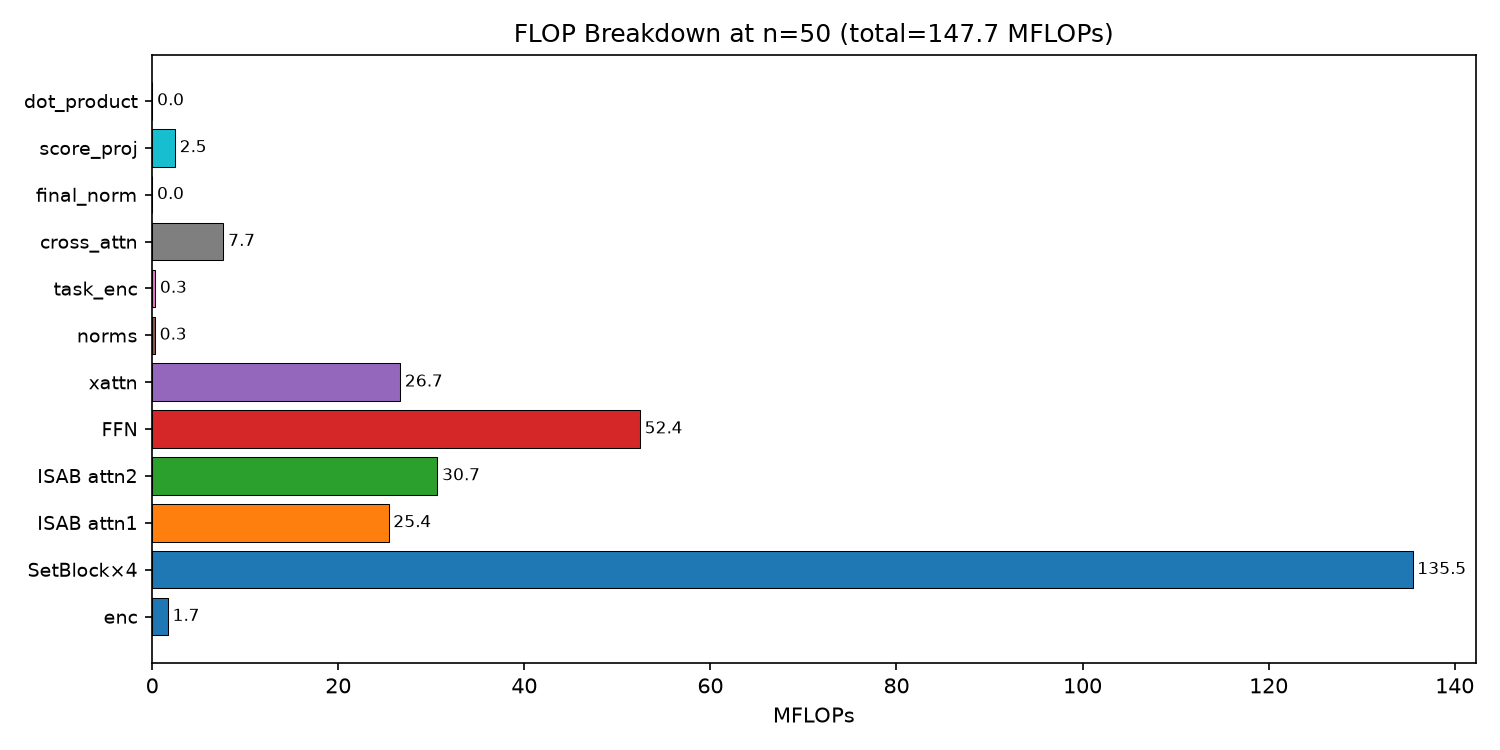 FLOP Breakdown at n=50 (total=147.7 MFLOPs)
dot_product 0.0
score_proj 2.5
final_norm 0.0
cross_attn 7.7
task_enc 0.3
norms 0.3
xattn 26.7
FFN 52.4
ISAB attn2 30.7
ISAB attn1 25.4
SetBlock×4 135.5
enc 1.7
0 20 40 60 80 100 120 140
MFLOPs